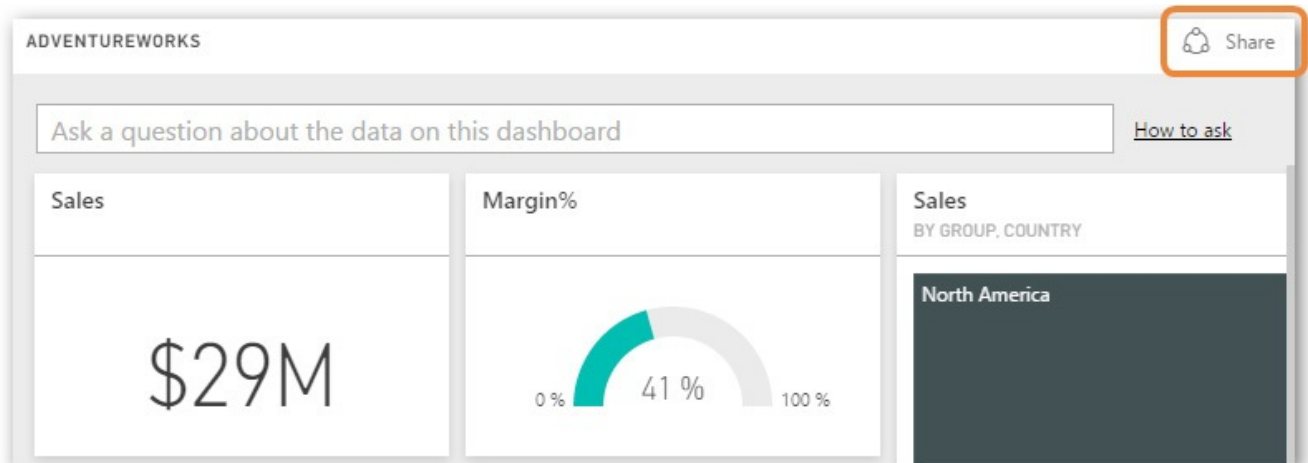 ADVENTUREWORKS
Share
Ask a question about the data on this dashboard
How to ask
Sales
$29M
Margin%
0 %
41 %
100 %
Sales
BY GROUP, COUNTRY
North America